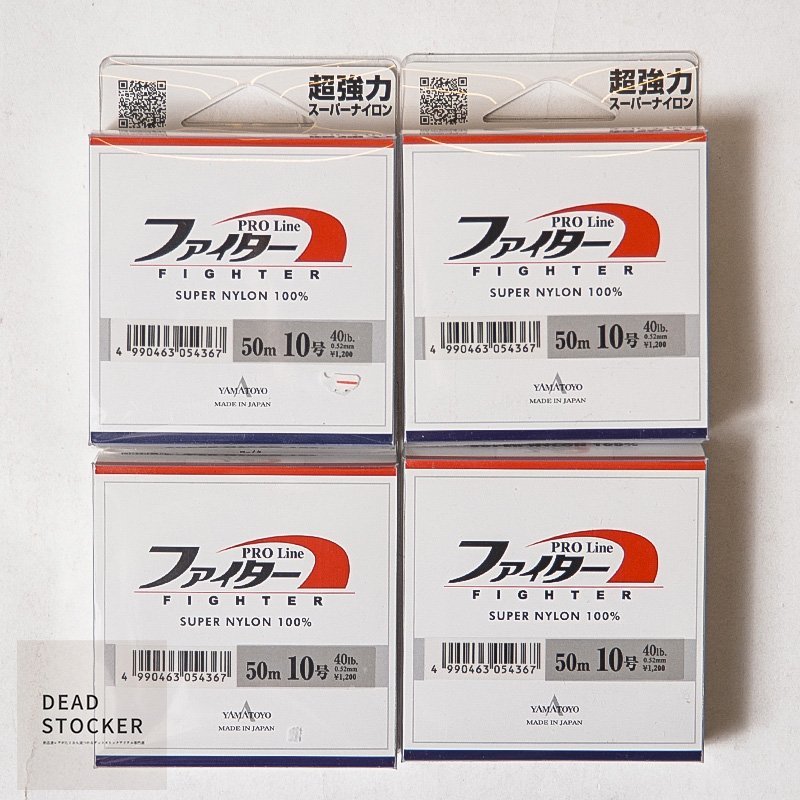 超強力
スーパーナイロン
PRO Line
ファイター
FIGHTER
SUPER NYLON 100%
4 990463 054367
50m 10号
40lb.
0.52mm
¥1,200
YAMATOYO
MADE IN JAPAN
超強力
スーパーナイロン
PRO Line
ファイター
FIGHTER
SUPER NYLON 100%
4 990463 054367
50m 10号
40lb.
0.52mm
¥1,200
YAMATOYO
MADE IN JAPAN
PRO Line
ファイター
FIGHTER
SUPER NYLON 100%
4 990463 054367
50m 10号
40lb.
0.52mm
¥1,200
YAMATOYO
MADE IN JAPAN
SUPER NYLON 100%
PRO Line
ファイター
FIGHTER
SUPER NYLON 100%
4 990463 054367
50m 10号
40lb.
0.52mm
¥1,200
YAMATOYO
MADE IN JAPAN
DEAD
STOCKER